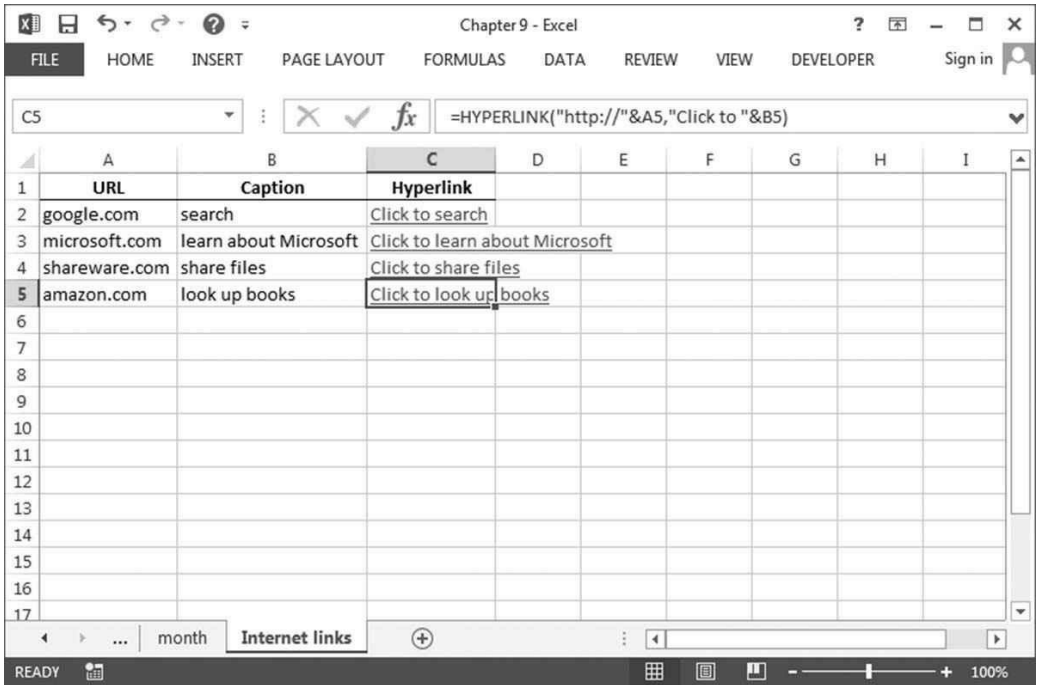 Chapter 9 - Excel
FILE HOME INSERT PAGE LAYOUT FORMULAS DATA REVIEW VIEW DEVELOPER Sign in
C5 fx =HYPERLINK("http://"&A5,"Click to "&B5)
A B C D E F G H I
1 URL Caption Hyperlink
2 google.com search Click to search
3 microsoft.com learn about Microsoft Click to learn about Microsoft
4 shareware.com share files Click to share files
5 amazon.com look up books Click to look up books
6
7
8
9
10
11
12
13
14
15
16
17
... month Internet links
READY 100%